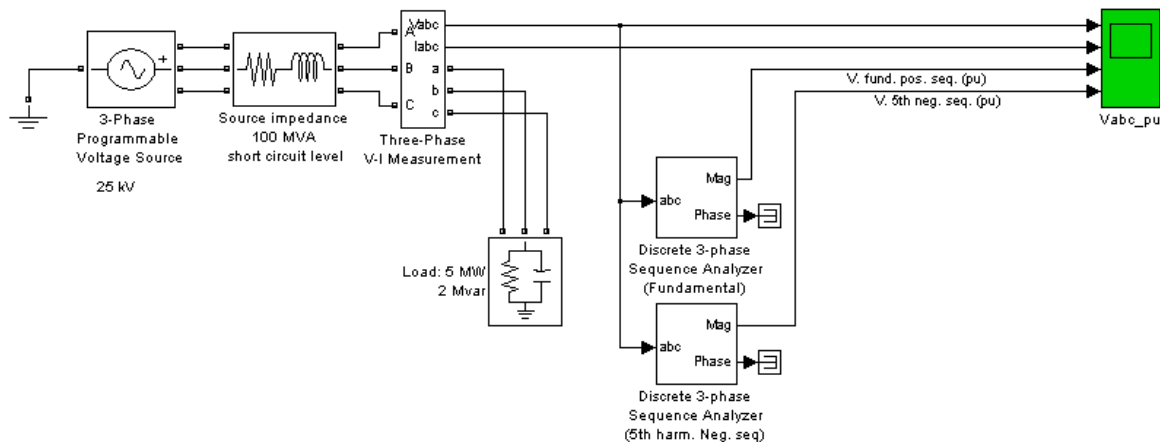 Vabc
A
Iabc
B
a
b
C
c
3-Phase
Programmable
Voltage Source
25 kV
Source impedance
100 MVA
short circuit level
Three-Phase
V-I Measurement
V. fund. pos. seq. (pu)
V. 5th neg. seq. (pu)
Vabc_pu
Load: 5 MW
2 Mvar
abc
Mag
Phase
Discrete 3-phase
Sequence Analyzer
(Fundamental)
abc
Mag
Phase
Discrete 3-phase
Sequence Analyzer
(5th harm. Neg. seq)